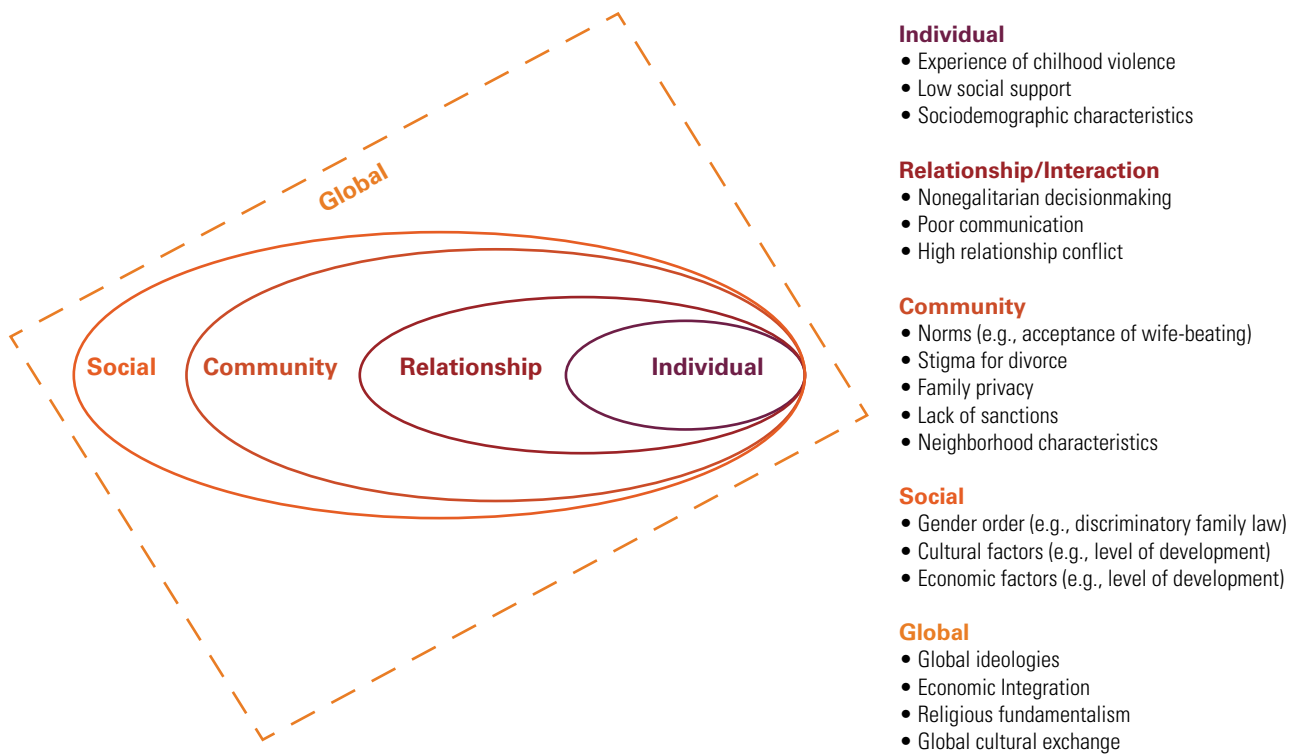 Global
Social
Community
Relationship
Individual
Individual
• Experience of chilhood violence
• Low social support
• Sociodemographic characteristics
Relationship/Interaction
• Nonegalitarian decisionmaking
• Poor communication
• High relationship conflict
Community
• Norms (e.g., acceptance of wife-beating)
• Stigma for divorce
• Family privacy
• Lack of sanctions
• Neighborhood characteristics
Social
• Gender order (e.g., discriminatory family law)
• Cultural factors (e.g., level of development)
• Economic factors (e.g., level of development)
Global
• Global ideologies
• Economic Integration
• Religious fundamentalism
• Global cultural exchange